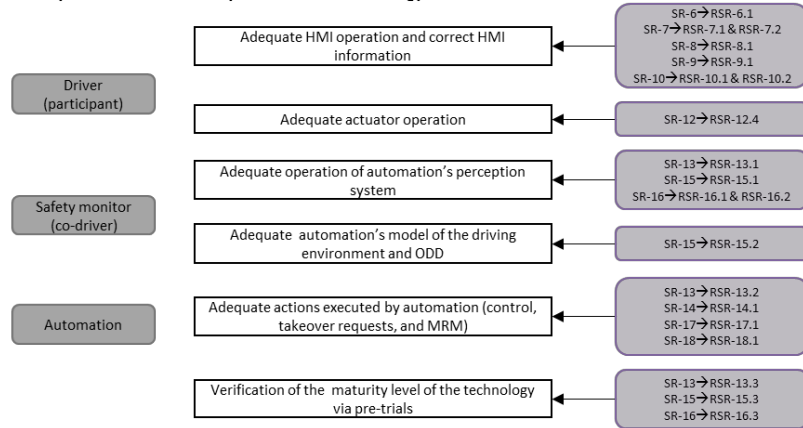 Driver
(participant)
Safety monitor
(co-driver)
Automation
Adequate HMI operation and correct HMI
information
SR-6→RSR-6.1
SR-7→RSR-7.1 & RSR-7.2
SR-8→RSR-8.1
SR-9→RSR-9.1
SR-10→RSR-10.1 & RSR-10.2
Adequate actuator operation
SR-12→RSR-12.4
Adequate operation of automation's perception
system
SR-13→RSR-13.1
SR-15→RSR-15.1
SR-16→RSR-16.1 & RSR-16.2
Adequate automation's model of the driving
environment and ODD
SR-15→RSR-15.2
Adequate actions executed by automation (control,
takeover requests, and MRM)
SR-13→RSR-13.2
SR-14→RSR-14.1
SR-17→RSR-17.1
SR-18→RSR-18.1
Verification of the maturity level of the technology
via pre-trials
SR-13→RSR-13.3
SR-15→RSR-15.3
SR-16→RSR-16.3